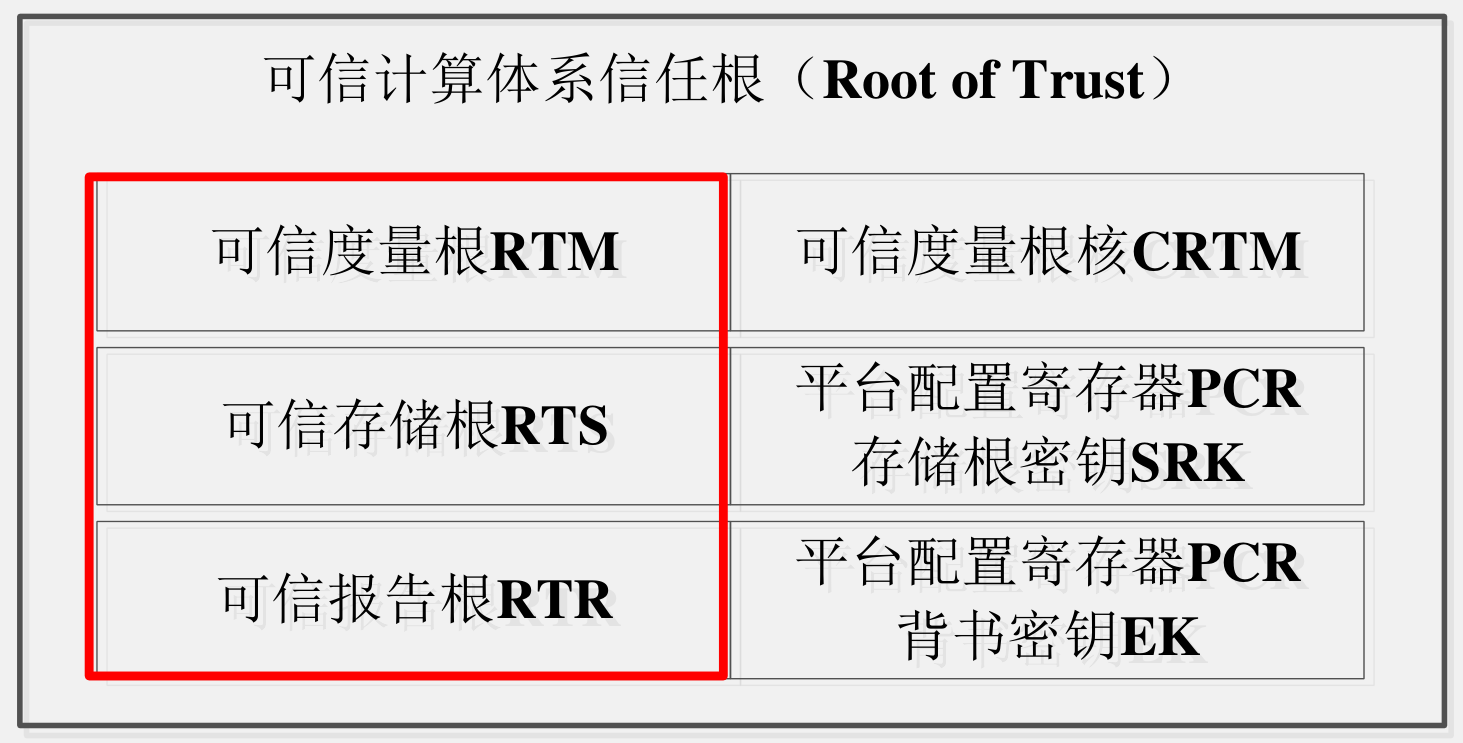 可信计算体系信任根（Root of Trust）
可信度量根RTM
可信度量根核CRTM
可信存储根RTS
平台配置寄存器PCR
存储根密钥SRK
可信报告根RTR
平台配置寄存器PCR
背书密钥EK